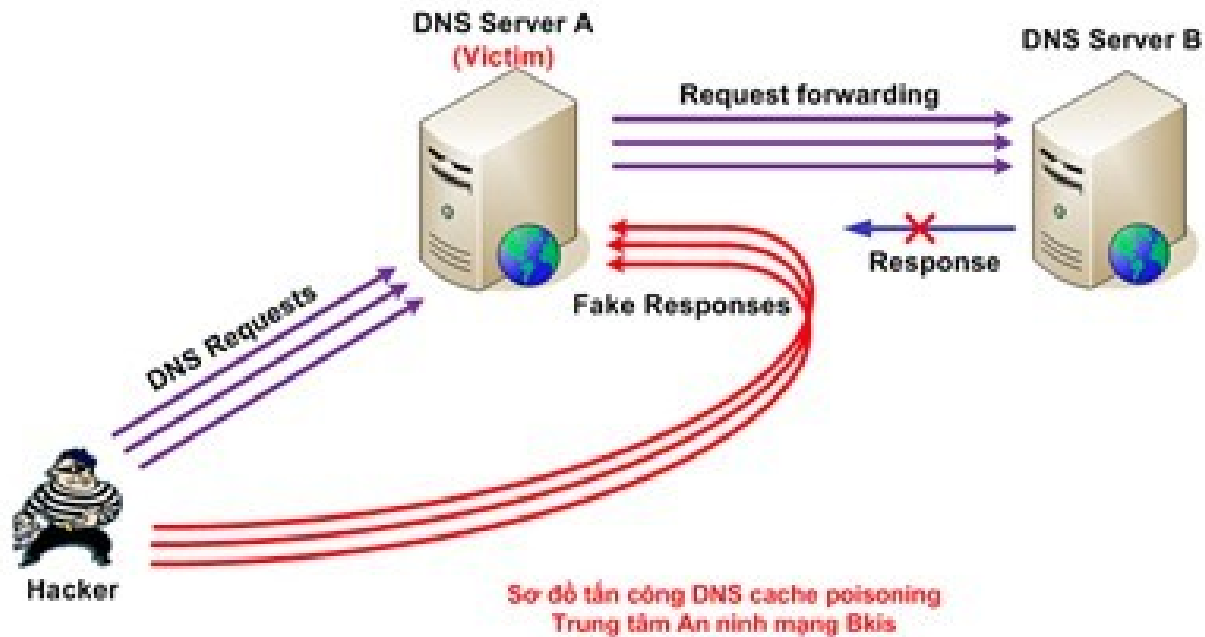 DNS Server A
(Victim)
DNS Server B
Request forwarding
Response
Fake Responses
DNS Requests
Hacker
Sơ đồ tấn công DNS cache poisoning
Trung tâm An ninh mạng Bkis